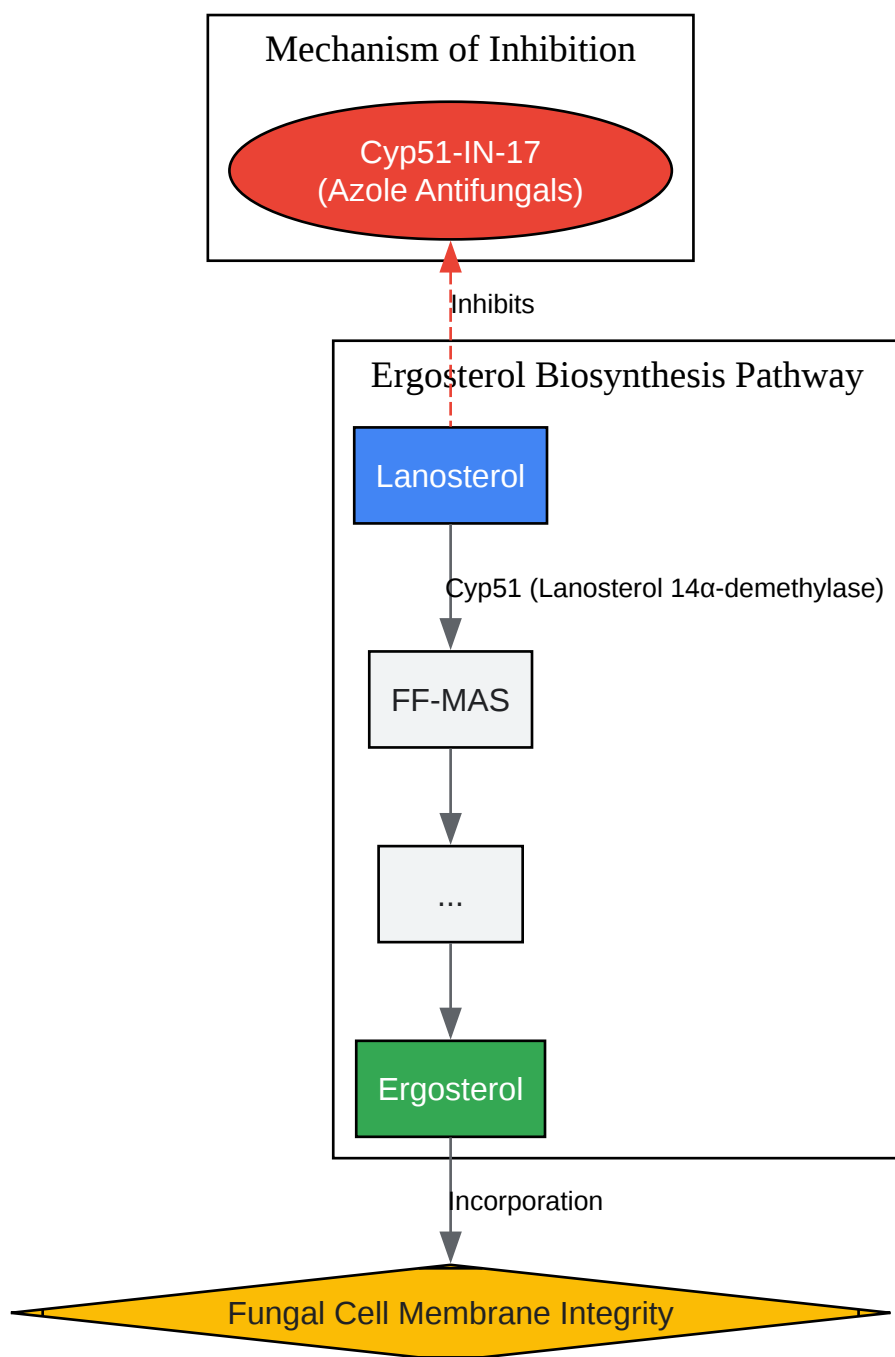 Mechanism of Inhibition
Cyp51-IN-17
(Azole Antifungals)
Inhibits
Ergosterol Biosynthesis Pathway
Lanosterol
Cyp51 (Lanosterol 14α-demethylase)
FF-MAS
...
Ergosterol
Incorporation
Fungal Cell Membrane Integrity